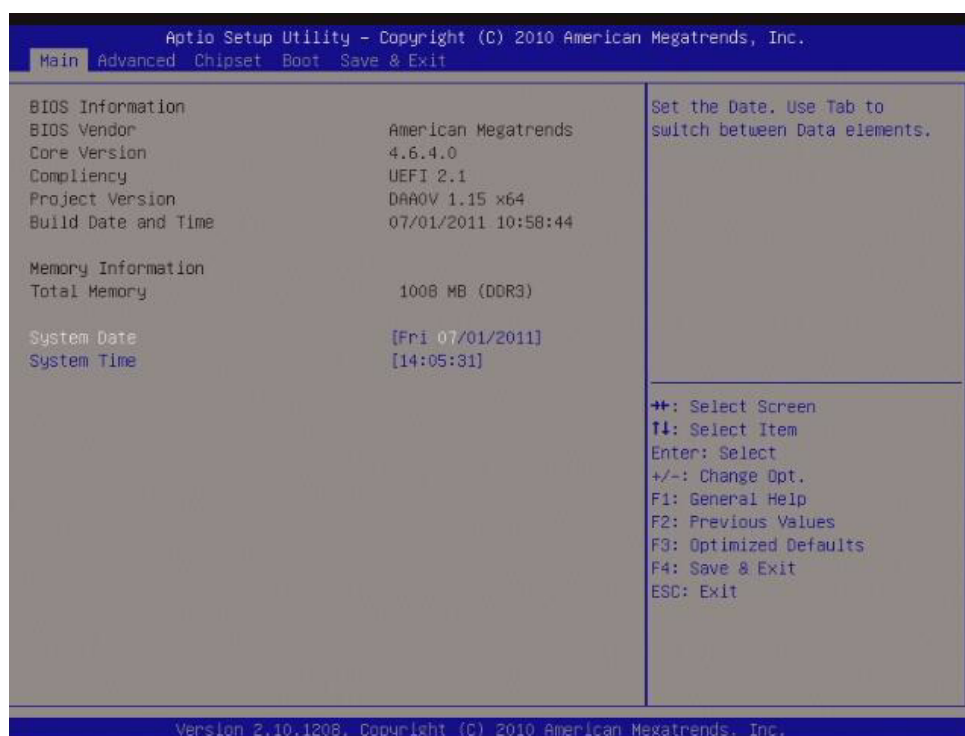 Aptio Setup Utility – Copyright (C) 2010 American Megatrends, Inc.
Main Advanced Chipset Boot Save & Exit
BIOS Information
BIOS Vendor American Megatrends
Core Version 4.6.4.0
Compliency UEFI 2.1
Project Version DAAOV 1.15 x64
Build Date and Time 07/01/2011 10:58:44
Memory Information
Total Memory 1008 MB (DDR3)
System Date [Fri 07/01/2011]
System Time [14:05:31]
Set the Date. Use Tab to
switch between Data elements.
→←: Select Screen
↑↓: Select Item
Enter: Select
+/-: Change Opt.
F1: General Help
F2: Previous Values
F3: Optimized Defaults
F4: Save & Exit
ESC: Exit
Version 2.10.1208. Copyright (C) 2010 American Megatrends, Inc.